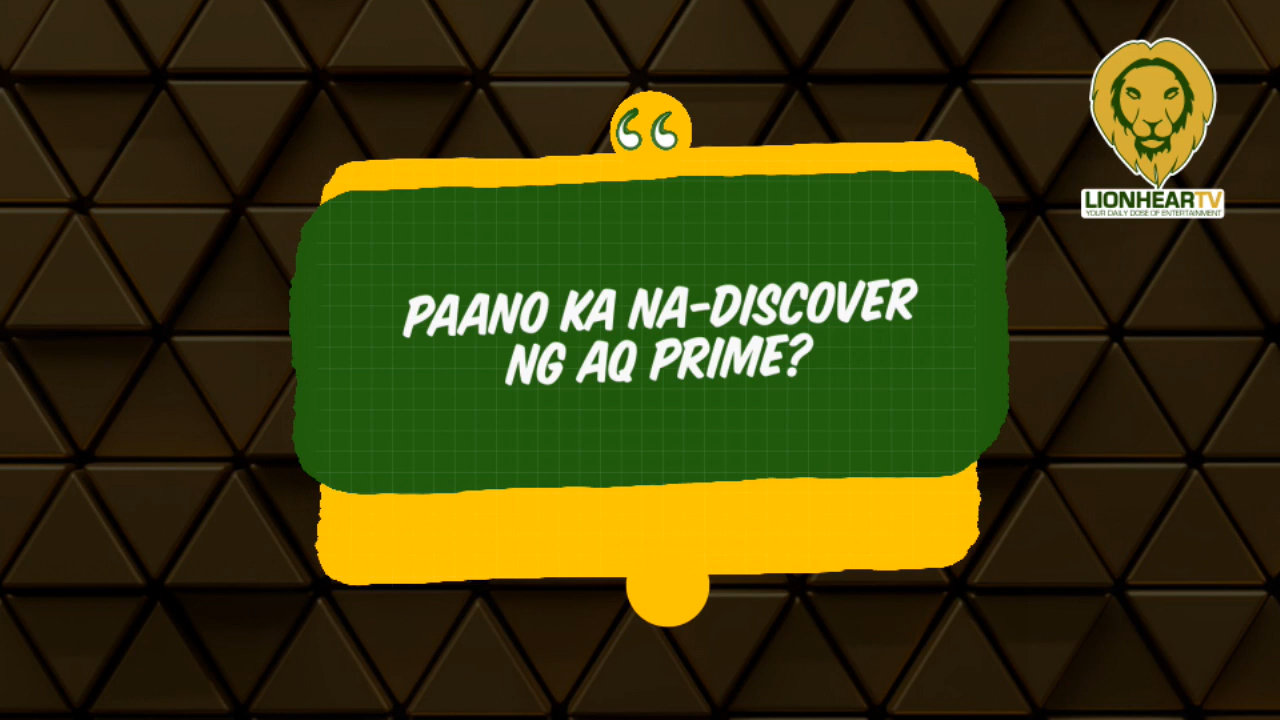 PAANO KA NA-DISCOVER
NG AQ PRIME?
LIONHEARTV
YOUR DAILY DOSE OF ENTERTAINMENT